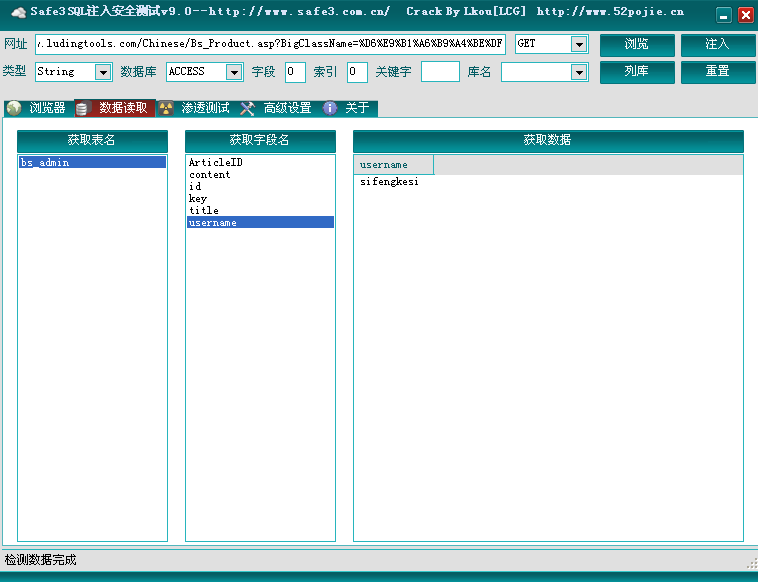 Safe3SQL注入安全测试v9.0--http://www.safe3.com.cn/ Crack By Lkou[LCG] http://www.52pojie.cn
网址 .ludingtools.com/Chinese/Bs_Product.asp?BigClassName=%D6%E9%B1%A6%B9%A4%BE%DF GET 浏览 注入
类型 String 数据库 ACCESS 字段 0 索引 0 关键字 库名 列库 重置
浏览器 数据读取 渗透测试 高级设置 关于
获取表名 获取字段名 获取数据
bs_admin
ArticleID
content
id
key
title
username
username
sifengkesi
检测数据完成